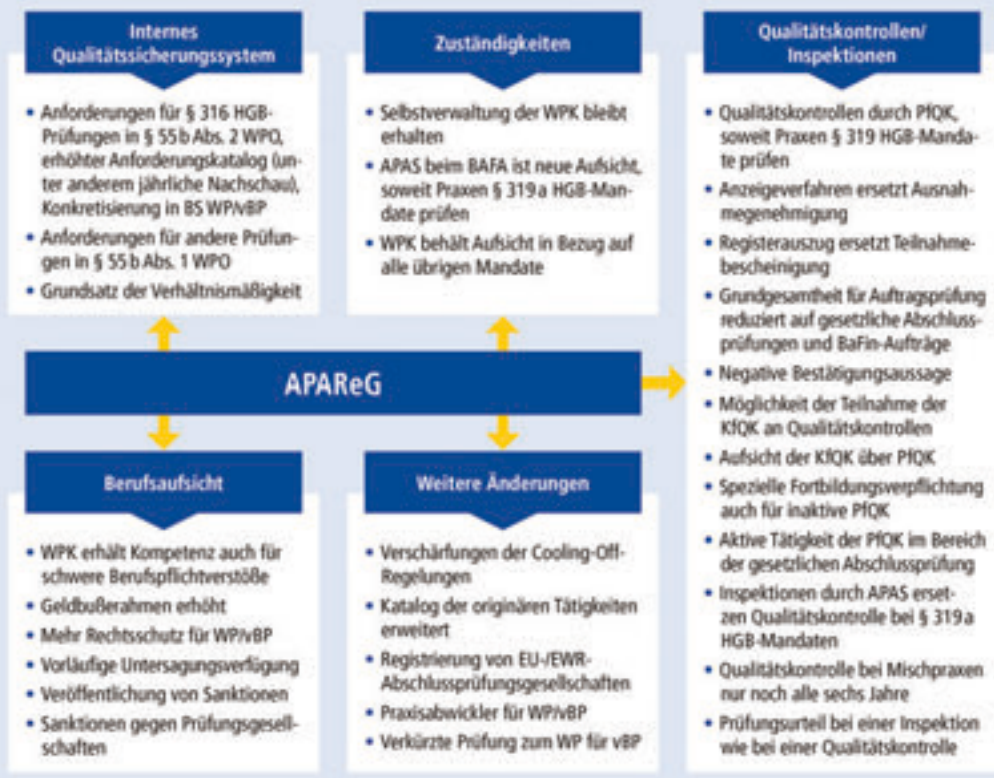 Internes
Qualitätssicherungssystem
• Anforderungen für § 316 HGB-
Prüfungen in § 55b Abs. 2 WPO,
erhöhter Anforderungskatalog (un-
ter anderem jährliche Nachschau),
Konkretisierung in BS WP/vBP
• Anforderungen für andere Prüfun-
gen in § 55b Abs. 1 WPO
• Grundsatz der Verhältnismäßigkeit
Zuständigkeiten
• Selbstverwaltung der WPK bleibt
erhalten
• APAS beim BAFA ist neue Aufsicht,
soweit Praxen § 319a HGB-Man-
date prüfen
• WPK behält Aufsicht in Bezug auf
alle übrigen Mandate
Qualitätskontrollen/
Inspektionen
• Qualitätskontrollen durch PfQK,
soweit Praxen § 319 HGB-Manda-
te prüfen
• Anzeigeverfahren ersetzt Ausnah-
megenehmigung
• Registerauszug ersetzt Teilnahme-
bescheinigung
• Grundgesamtheit für Auftragsprüfung
reduziert auf gesetzliche Abschluss-
prüfungen und BaFin-Aufträge
• Negative Bestätigungsaussage
• Möglichkeit der Teilnahme der
KfQK an Qualitätskontrollen
• Aufsicht der KfQK über PfQK
• Spezielle Fortbildungsverpflichtung
auch für inaktive PfQK
• Aktive Tätigkeit der PfQK im Bereich
der gesetzlichen Abschlussprüfung
• Inspektionen durch APAS erset-
zen Qualitätskontrolle bei § 319a
HGB-Mandaten
• Qualitätskontrolle bei Mischpraxen
nur noch alle sechs Jahre
• Prüfungsurteil bei einer Inspektion
wie bei einer Qualitätskontrolle
APAReG
Berufsaufsicht
• WPK erhält Kompetenz auch für
schwere Berufspflichtverstöße
• Geldbußerahmen erhöht
• Mehr Rechtsschutz für WP/vBP
• Vorläufige Untersagungsverfügung
• Veröffentlichung von Sanktionen
• Sanktionen gegen Prüfungsgesell-
schaften
Weitere Änderungen
• Verschärfungen der Cooling-Off-
Regelungen
• Katalog der originären Tätigkeiten
erweitert
• Registrierung von EU-/EWR-
Abschlussprüfungsgesellschaften
• Praxisabwickler für WP/vBP
• Verkürzte Prüfung zum WP für vBP